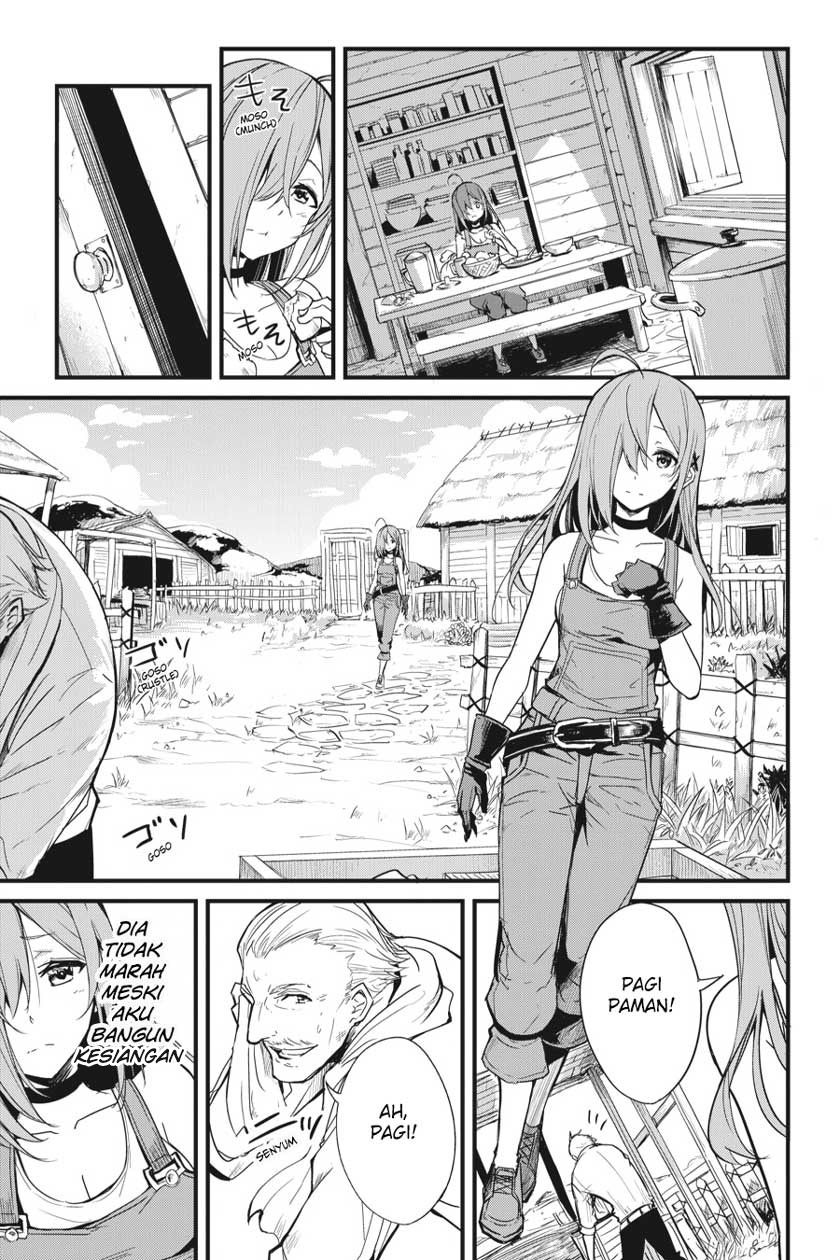 もそ
MOSO
(MUNCH)
もそ
MOSO
ゴソ
GOSO
(RUSTLE)
ゴソ
GOSO
PAGI
PAMAN!
AH,
PAGI!
SENYUM
DIA
TIDAK
MARAH
MESKI
AKU
BANGUN
KESIANGAN